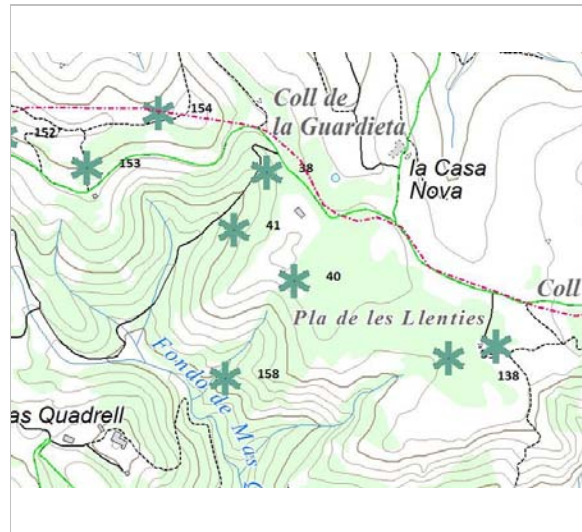 154
Coll de
la Guardieta
152
153
38
la Casa
Nova
41
40
Coll
Pla de les Llenties
Fondo de Mas
158
138
as Quadrell